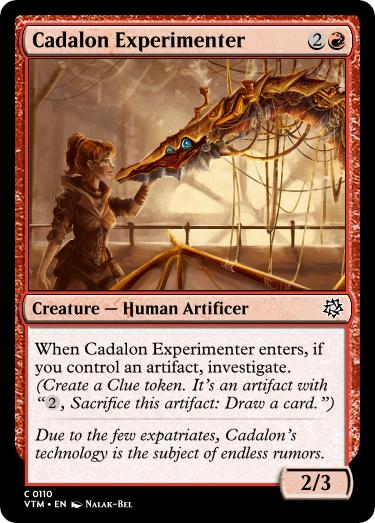 Cadalon Experimenter 2
Creature — Human Artificer
When Cadalon Experimenter enters, if
you control an artifact, investigate.
(Create a Clue token. It's an artifact with
“2, Sacrifice this artifact: Draw a card.”)
Due to the few expatriates, Cadalon's
technology is the subject of endless rumors.
2/3
C 0110
VTM • EN Nalak-Bel